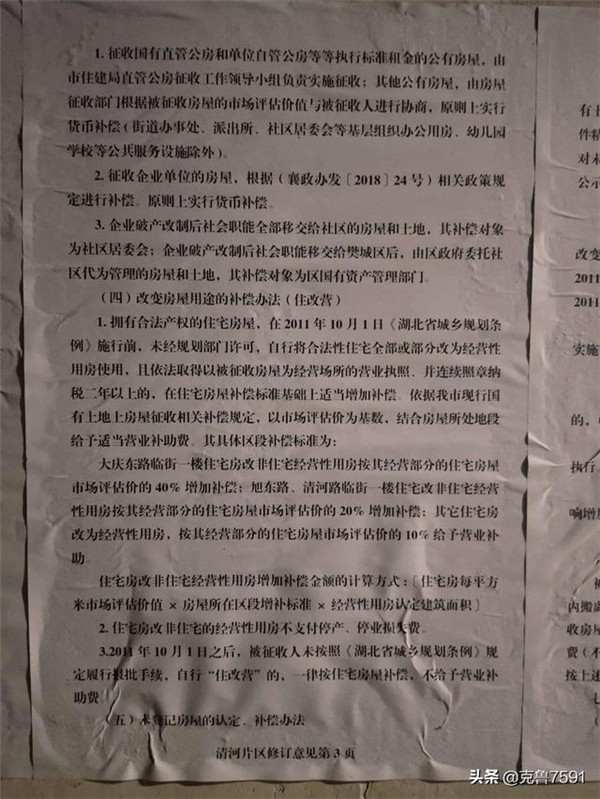 1. 征收国有直管公房和单位自管公房等等执行标准租金的公有房屋，由
市住建局直管公房征收工作领导小组负责实施征收；其他公有房屋，由房屋
征收部门根据被征收房屋的市场评估价值与被征收人进行协商，原则上实行
货币补偿（街道办事处、派出所、社区居委会等基层组织办公用房、幼儿园
学校等公共服务设施除外）。
2. 征收企业单位的房屋，根据（襄政办发〔2018〕24 号）相关政策规
定进行补偿。原则上实行货币补偿。
3. 企业破产改制后社会职能全部移交给社区的房屋和土地，其补偿对象
为社区居委会；企业破产改制后社会职能移交给樊城区后，由区政府委托社
区代为管理的房屋和土地，其补偿对象为区国有资产管理部门。
（四）改变房屋用途的补偿办法（住改营）
1. 拥有合法产权的住宅房屋，在 2011 年 10 月 1 日《湖北省城乡规划条
例》施行前，未经规划部门许可，自行将合法性住宅全部或部分改为经营性
用房使用，且依法取得以被征收房屋为经营场所的营业执照、并连续照章纳
税二年以上的，在住宅房屋补偿标准基础上适当增加补偿。依据我市现行国
有土地上房屋征收相关补偿规定，以市场评估价为基数，结合房屋所处地段
给予适当营业补助费。其具体区段补偿标准为：
大庆东路临街一楼住宅房改非住宅经营性用房按其经营部分的住宅房屋
市场评估价的 40% 增加补偿；旭东路、清河路临街一楼住宅房改非住宅经营
性用房按其经营部分的住宅房屋市场评估价的 20% 增加补偿；其它住宅房
改为经营性用房，按其经营部分的住宅房屋市场评估价的 10% 给予营业补
助。
住宅房改非住宅经营性用房增加补偿金额的计算方式：[ 住宅房每平方
米市场评估价值 × 房屋所在区段增补标准 × 经营性用房认定建筑面积 ]
2. 住宅房改非住宅的经营性用房不支付停产、停业损失费。
3.2011 年 10 月 1 日之后，被征收人未按照《湖北省城乡规划条例》规
定履行报批手续，自行“住改营”的，一律按住宅房屋补偿，不给予营业补
助费。
（五）未登记房屋的认定、补偿办法
清河片区修订意见第 3 页
有
件精
对未
公示
改变
2011
2011
实施
的，
执行。
响增
内搬
收房屋
费（不
按上述
七
头条 @克鲁7591